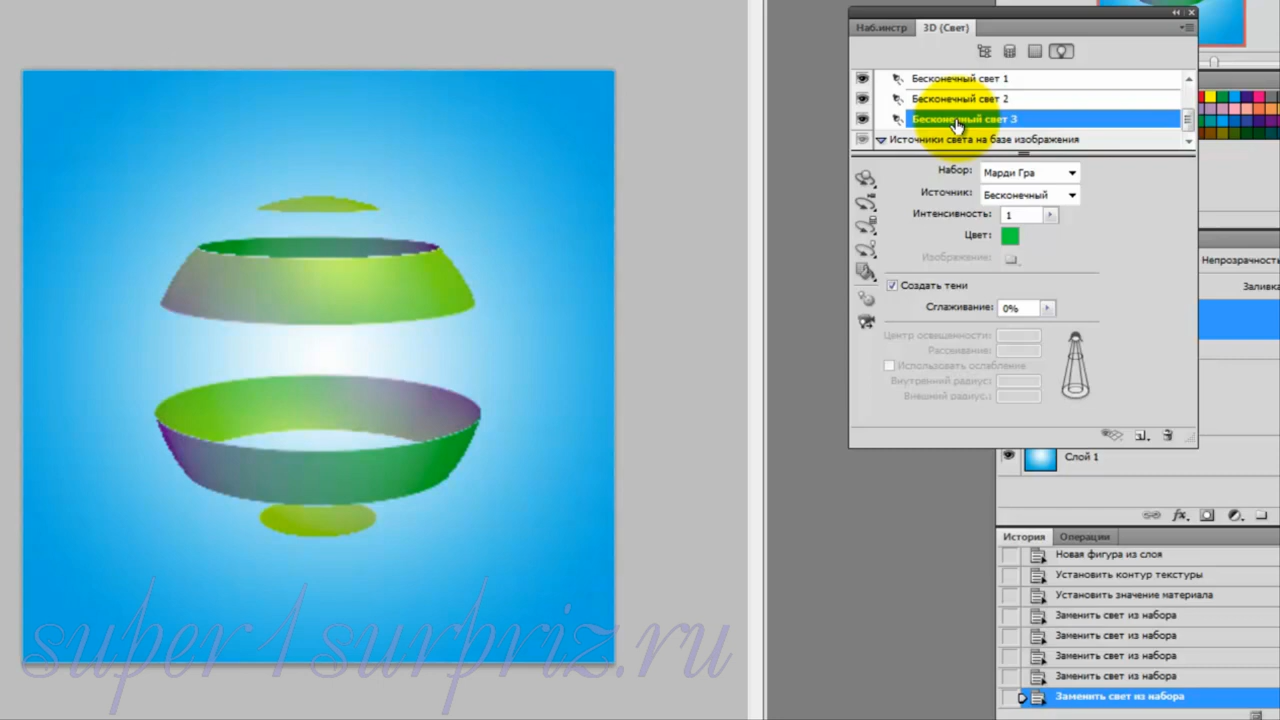 Наб.инстр 3D (Свет)
Бесконечный свет 1
Бесконечный свет 2
Бесконечный свет 3
Источники света на базе изображения
Набор: Марди Гра
Источник: Бесконечный
Интенсивность: 1
Цвет:
Изображение:
Создать тени
Сглаживание: 0%
Центр освещенности:
Рассеивание:
Использовать ослабление
Внутренний радиус:
Внешний радиус.:
Непрозрачность
Заливка
Слой 1
fx.
История Операции
Новая фигура из слоя
Установить контур текстуры
Установить значение материала
Заменить свет из набора
Заменить свет из набора
Заменить свет из набора
Заменить свет из набора
Заменить свет из набора
super1surpriz.ru